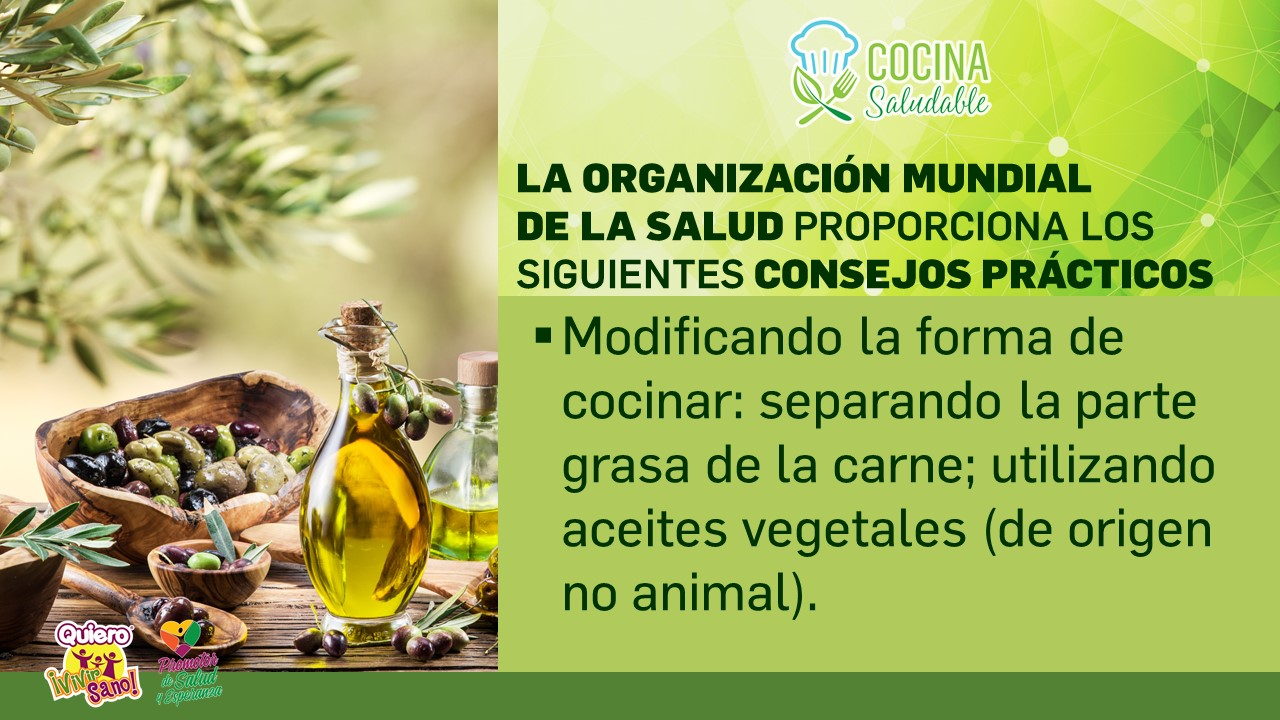 COCINA
Saludable
LA ORGANIZACIÓN MUNDIAL
DE LA SALUD PROPORCIONA LOS
SIGUIENTES CONSEJOS PRÁCTICOS
▪ Modificando la forma de
cocinar: separando la parte
grasa de la carne; utilizando
aceites vegetales (de origen
no animal).
Quiero
¡Vivir
Sano!
Promotor
de Salud
y Esperanza